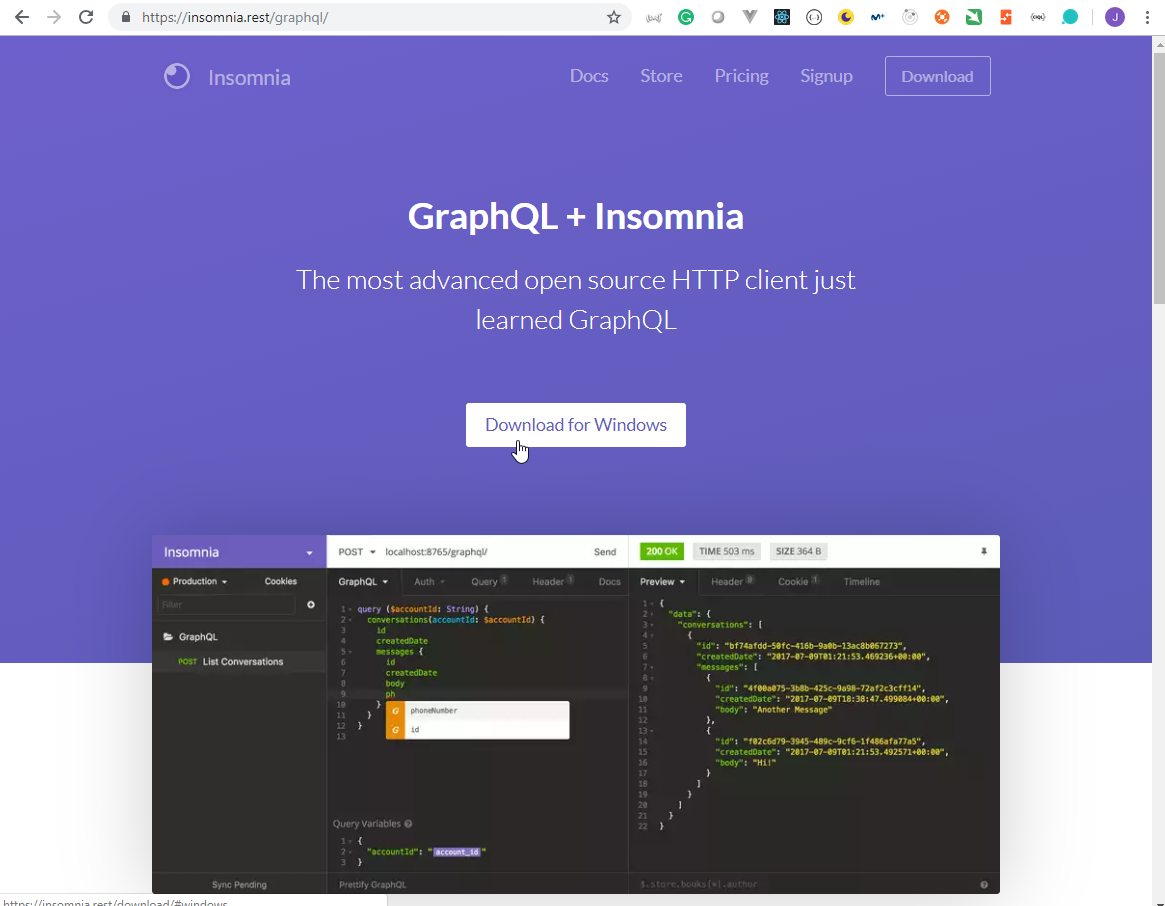 https://insomnia.rest/graphql/
J
Insomnia
Docs Store Pricing Signup Download
GraphQL + Insomnia
The most advanced open source HTTP client just
learned GraphQL
Download for Windows
Insomnia
Production Cookies
Filter
GraphQL
POST List Conversations
Sync Pending
POST localhost:8765/graphql/ Send
GraphQL Auth Query 1 Header 1 Docs
1 query ($accountId: String) {
2 conversations(accountId: $accountId) {
3 id
4 createdDate
5 messages {
6 id
7 createdDate
8 body
9 ph
10 }
11 }
12 }
13
G phoneNumber
G id
Query Variables
1 {
2 "accountId": "account_id"
3 }
Prettify GraphQL
200 OK TIME 503 ms SIZE 364 B
Preview Header 8 Cookie 1 Timeline
1 {
2 "data": {
3 "conversations": [
4 {
5 "id": "bf74afdd-50fc-416b-9a0b-13ac8b067273",
6 "createdDate": "2017-07-09T01:21:53.469236+00:00",
7 "messages": [
8 {
9 "id": "4f00a075-3b8b-425c-9a98-72af2c3cff14",
10 "createdDate": "2017-07-09T18:38:47.499084+00:00",
11 "body": "Another Message"
12 },
13 {
14 "id": "f02c6d79-3945-489c-9cf6-1f486afa77a5",
15 "createdDate": "2017-07-09T01:21:53.492571+00:00",
16 "body": "Hi!"
17 }
18 ]
19 }
20 ]
21 }
22 }
$.store.books[*].author
https://insomnia.rest/download/#windows